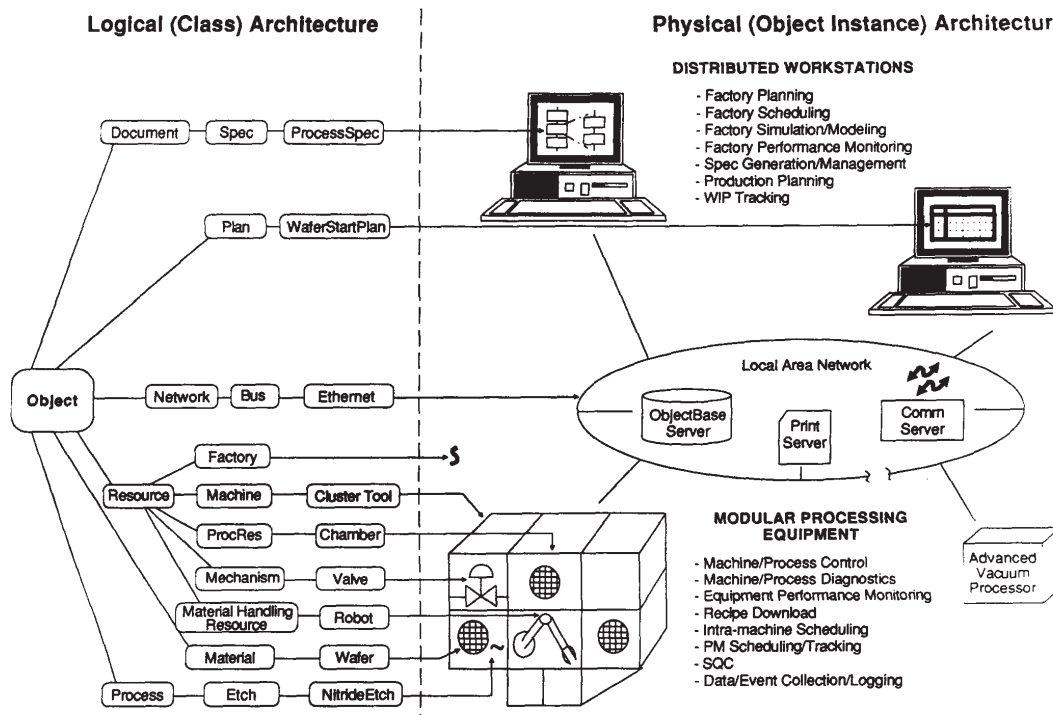 Logical (Class) Architecture
Physical (Object Instance) Architectur
DISTRIBUTED WORKSTATIONS
- Factory Planning
- Factory Scheduling
- Factory Simulation/Modeling
- Factory Performance Monitoring
- Spec Generation/Management
- Production Planning
- WIP Tracking
Document
Spec
ProcessSpec
Plan
WaferStartPlan
Object
Network
Bus
Ethernet
Local Area Network
ObjectBase
Server
Print
Server
Comm
Server
Factory
S
Resource
Machine
Cluster Tool
ProcRes
Chamber
Mechanism
Valve
Material Handling
Resource
Robot
Material
Wafer
Process
Etch
NitrideEtch
~
MODULAR PROCESSING
EQUIPMENT
- Machine/Process Control
- Machine/Process Diagnostics
- Equipment Performance Monitoring
- Recipe Download
- Intra-machine Scheduling
- PM Scheduling/Tracking
- SQC
- Data/Event Collection/Logging
Advanced
Vacuum
Processor